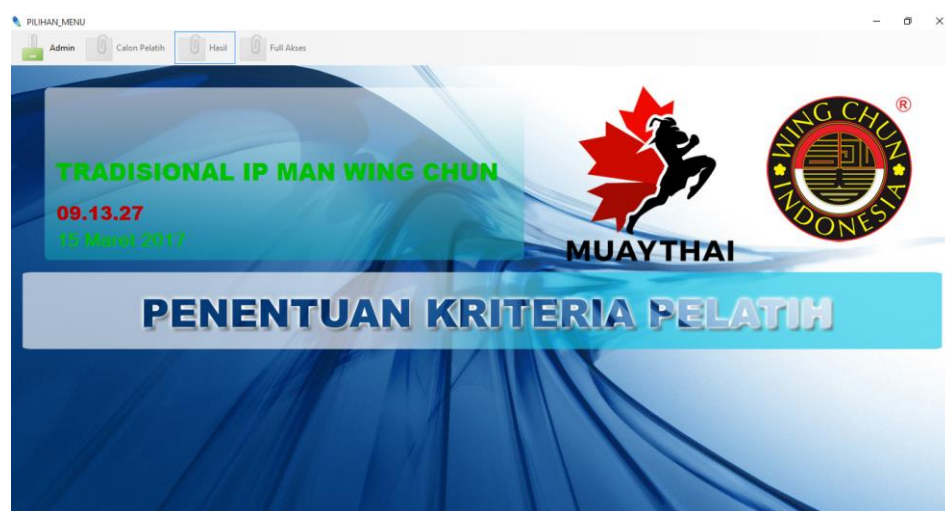 PILIHAN_MENU
Admin Calon Pelatih Hasil Full Akses
TRADISIONAL IP MAN WING CHUN
09.13.27
15 Maret 2017
MUAYTHAI
WING CHUN
INDONESIA
®
PENENTUAN KRITERIA PELATIH